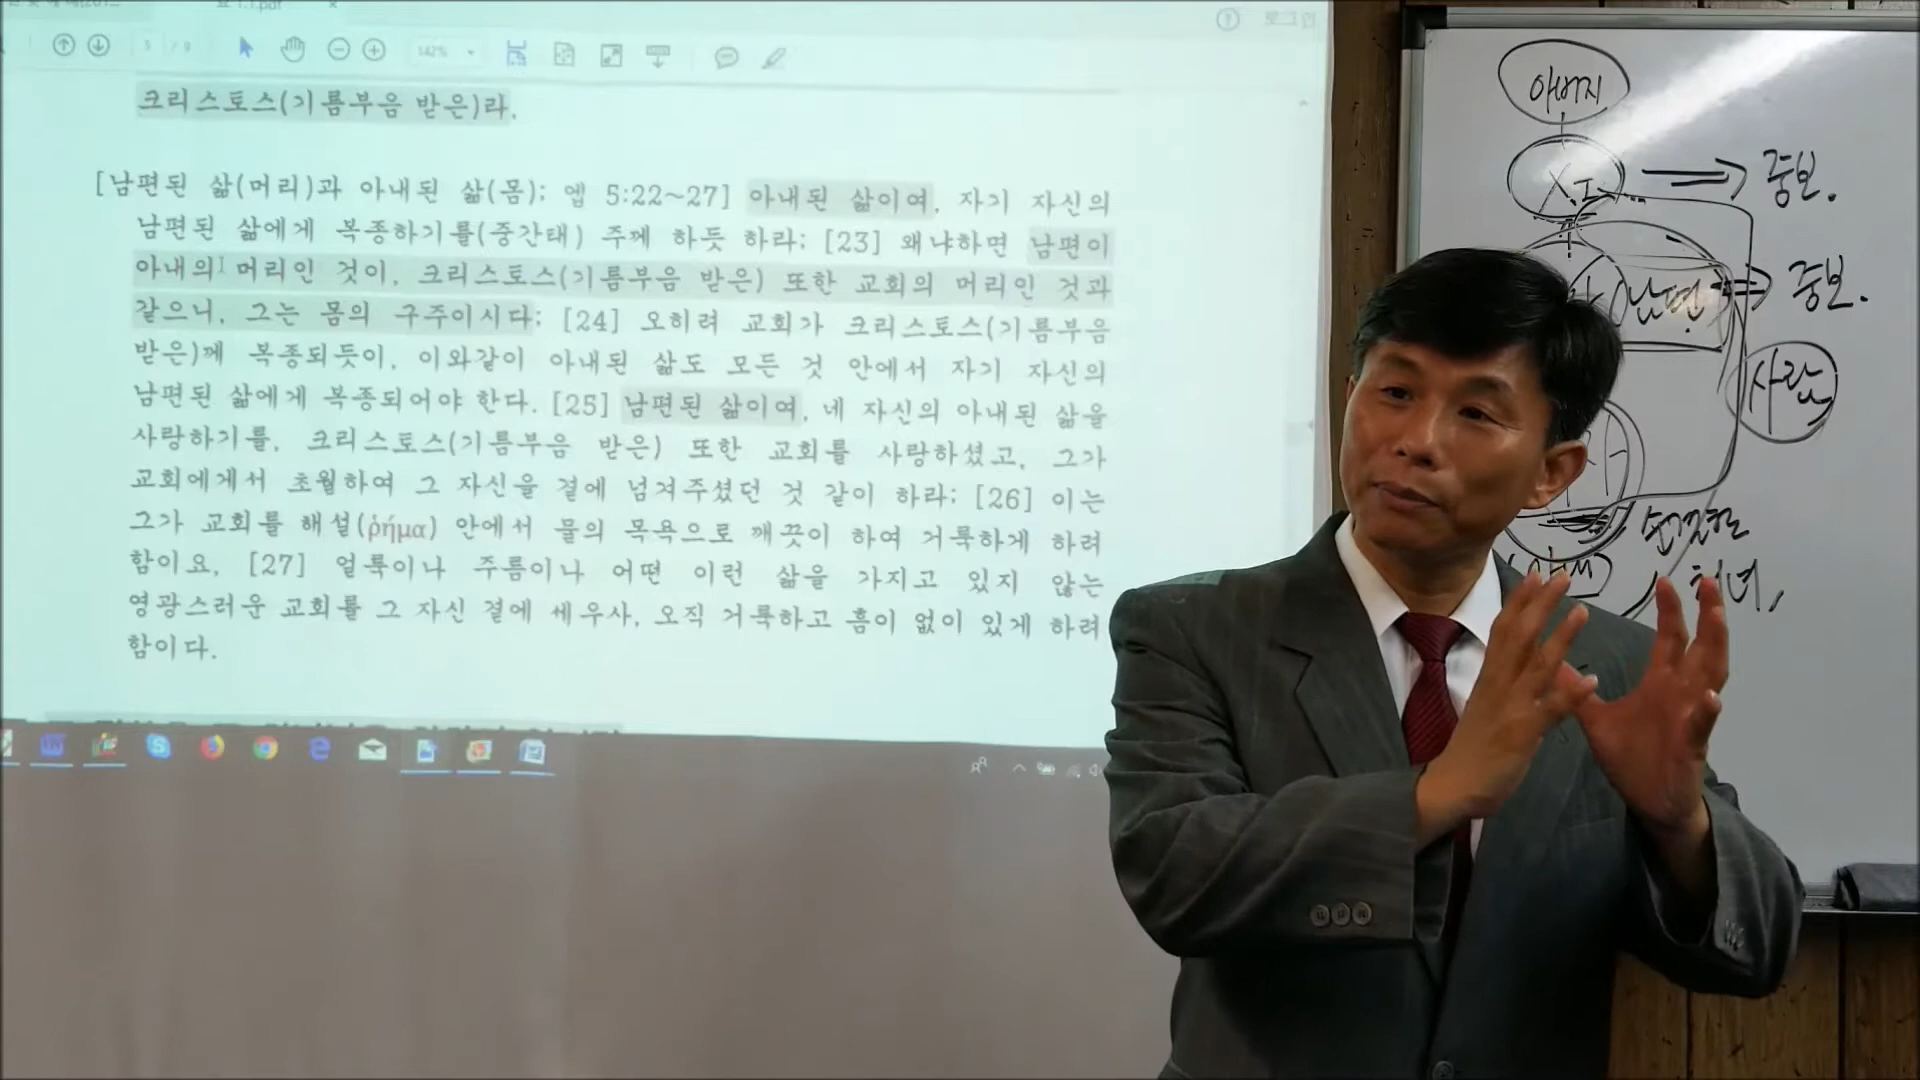 5 / 9
142%
로그인
크리스토스(기름부음 받은)라.
[남편된 삶(머리)과 아내된 삶(몸); 엡 5:22~27] 아내된 삶이여, 자기 자신의
남편된 삶에게 복종하기를(중간태) 주께 하듯 하라; [23] 왜냐하면 남편이
아내의 머리인 것이, 크리스토스(기름부음 받은) 또한 교회의 머리인 것과
같으니, 그는 몸의 구주이시다; [24] 오히려 교회가 크리스토스(기름부음
받은)께 복종되듯이, 이와같이 아내된 삶도 모든 것 안에서 자기 자신의
남편된 삶에게 복종되어야 한다. [25] 남편된 삶이여, 네 자신의 아내된 삶을
사랑하기를, 크리스토스(기름부음 받은) 또한 교회를 사랑하셨고, 그가
교회에게서 초월하여 그 자신을 곁에 넘겨주셨던 것 같이 하라; [26] 이는
그가 교회를 해설(ῥήμα) 안에서 물의 목욕으로 깨끗이 하여 거룩하게 하려
함이요, [27] 얼룩이나 주름이나 어떤 이런 삶을 가지고 있지 않는
영광스러운 교회를 그 자신 곁에 세우사, 오직 거룩하고 흠이 없이 있게 하려
함이다.
아버지
중보.
남편
중보.
사람